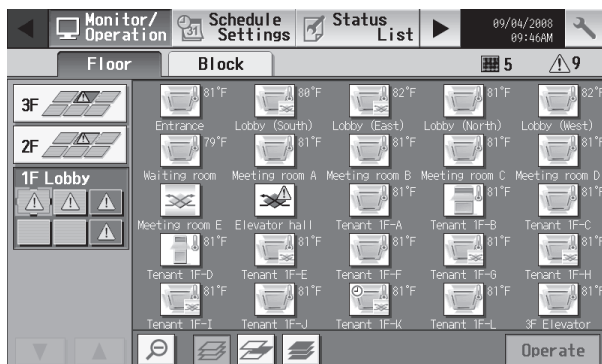 Monitor/ Operation
31 Schedule Settings
Status List
09/04/2008 09:46AM
Floor Block 5 9
3F
2F
1F Lobby
81°F 80°F 82°F 81°F 82°F
Entrance Lobby (South) Lobby (East) Lobby (North) Lobby (West)
79°F 81°F 81°F 81°F 81°F
Waiting room Meeting room A Meeting room B Meeting room C Meeting room D
81°F 81°F 81°F
Meeting room E Elevator hall Tenant 1F-A Tenant 1F-B Tenant 1F-C
81°F 81°F 81°F 81°F 81°F
Tenant 1F-D Tenant 1F-E Tenant 1F-F Tenant 1F-G Tenant 1F-H
81°F 81°F 81°F 81°F 81°F
Tenant 1F-I Tenant 1F-J Tenant 1F-K Tenant 1F-L 3F Elevator
Operate